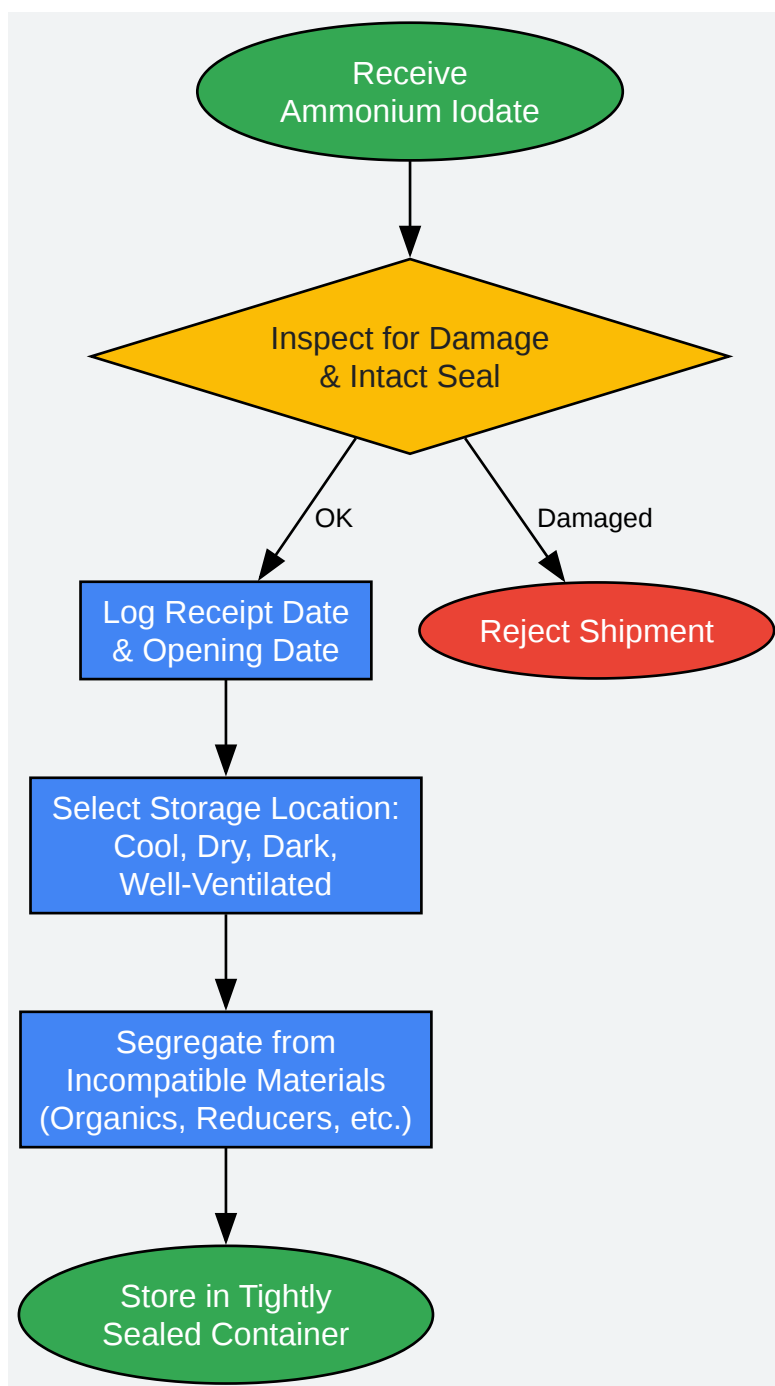 Receive
Ammonium Iodate
Inspect for Damage
& Intact Seal
OK
Damaged
Log Receipt Date
& Opening Date
Reject Shipment
Select Storage Location:
Cool, Dry, Dark,
Well-Ventilated
Segregate from
Incompatible Materials
(Organics, Reducers, etc.)
Store in Tightly
Sealed Container